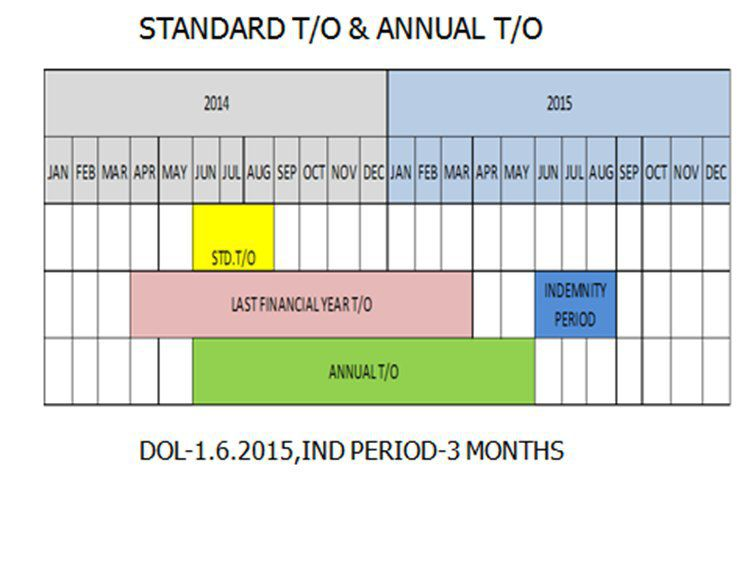 STANDARD T/O & ANNUAL T/O
2014 2015
JAN FEB MAR APR MAY JUN JUL AUG SEP OCT NOV DEC JAN FEB MAR APR MAY JUN JUL AUG SEP OCT NOV DEC
STD.T/O
LAST FINANCIAL YEAR T/O
INDEMNITY
PERIOD
ANNUAL T/O
DOL-1.6.2015,IND PERIOD-3 MONTHS